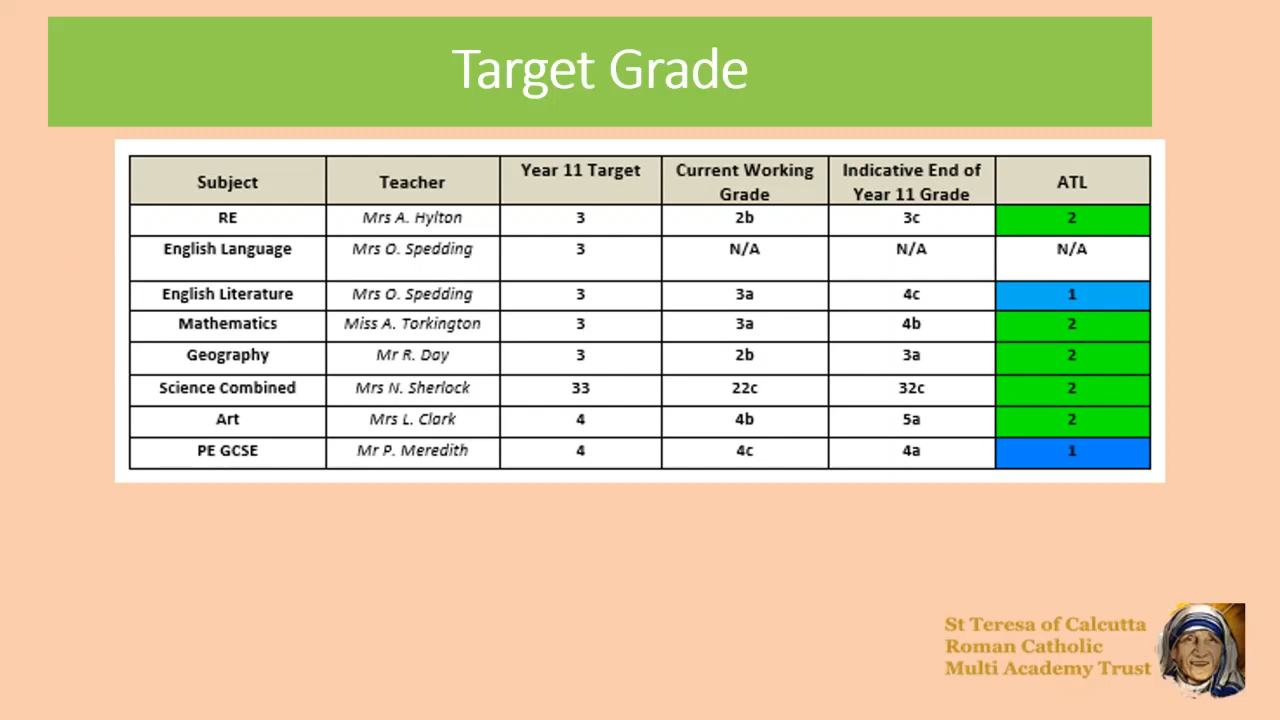 Target Grade
Subject Teacher Year 11 Target Current Working Grade Indicative End of Year 11 Grade ATL
RE Mrs A. Hylton 3 2b 3c 2
English Language Mrs O. Spedding 3 N/A N/A N/A
English Literature Mrs O. Spedding 3 3a 4c 1
Mathematics Miss A. Torkington 3 3a 4b 2
Geography Mr R. Day 3 2b 3a 2
Science Combined Mrs N. Sherlock 33 22c 32c 2
Art Mrs L. Clark 4 4b 5a 2
PE GCSE Mr P. Meredith 4 4c 4a 1
St Teresa of Calcutta
Roman Catholic
Multi Academy Trust